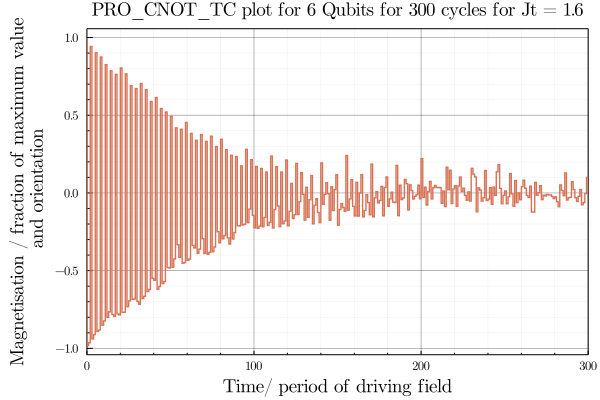 PRO_CNOT_TC plot for 6 Qubits for 300 cycles for Jt = 1.6
Magnetisation / fraction of maximum value
and orientation
1.0
0.5
0.0
−0.5
−1.0
0
100
200
300
Time/ period of driving field